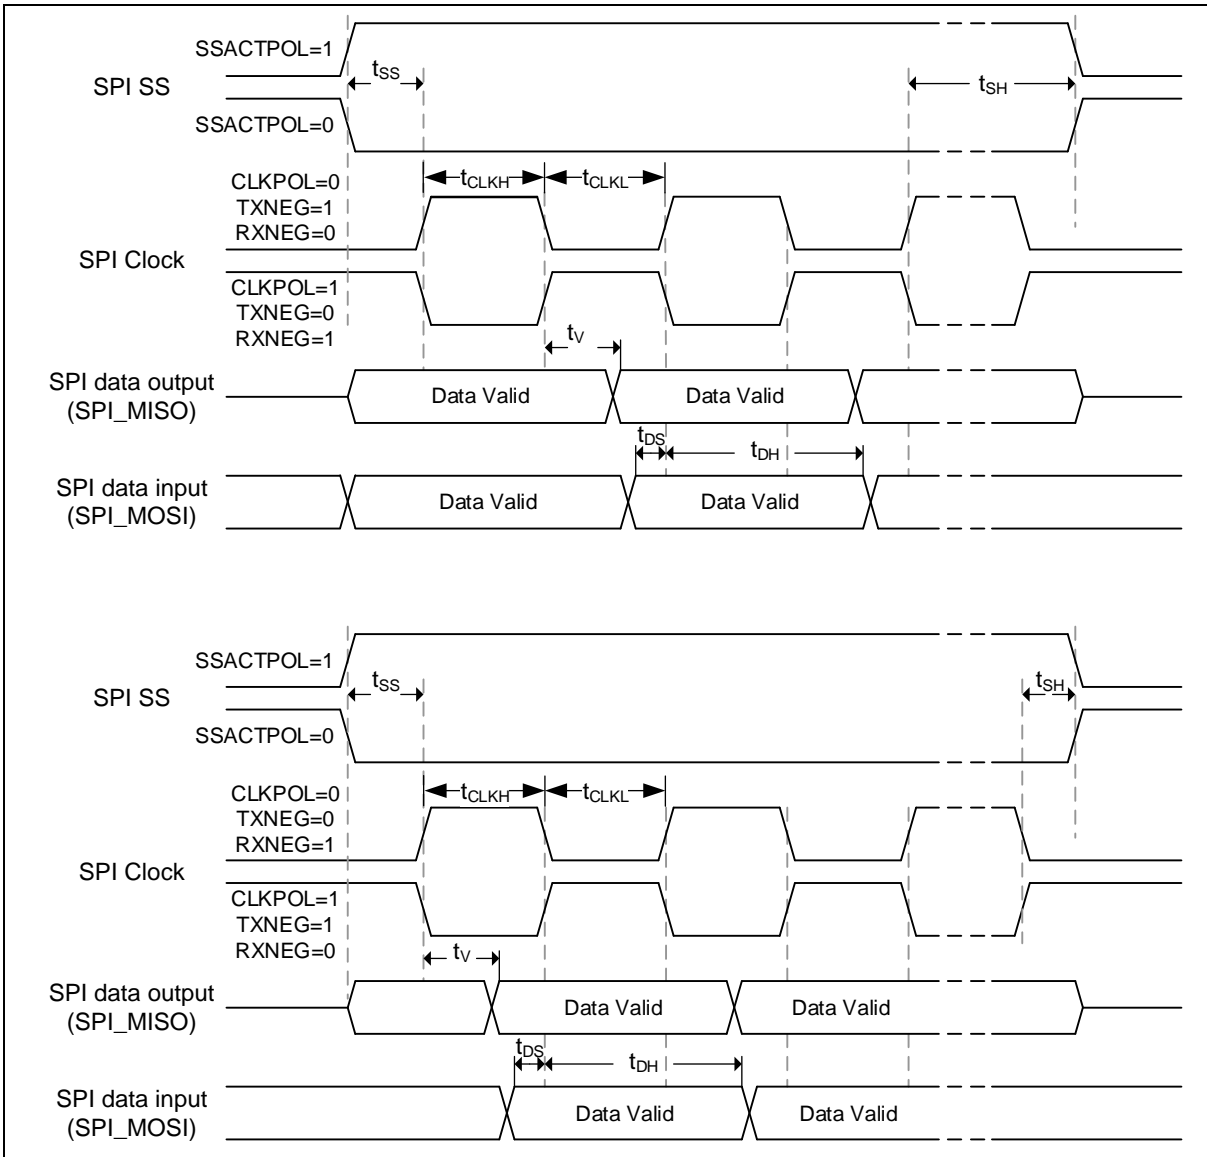 SSACTPOL=1
SPI SS
tSS
tSH
SSACTPOL=0
CLKPOL=0
TXNEG=1
RXNEG=0
tCLKH
tCLKL
SPI Clock
CLKPOL=1
TXNEG=0
RXNEG=1
tV
SPI data output
(SPI_MISO)
Data Valid
Data Valid
tDS
tDH
SPI data input
(SPI_MOSI)
Data Valid
Data Valid
SSACTPOL=1
SPI SS
tSS
tSH
SSACTPOL=0
CLKPOL=0
TXNEG=0
RXNEG=1
tCLKH
tCLKL
SPI Clock
CLKPOL=1
TXNEG=1
RXNEG=0
tV
SPI data output
(SPI_MISO)
Data Valid
Data Valid
tDS
tDH
SPI data input
(SPI_MOSI)
Data Valid
Data Valid